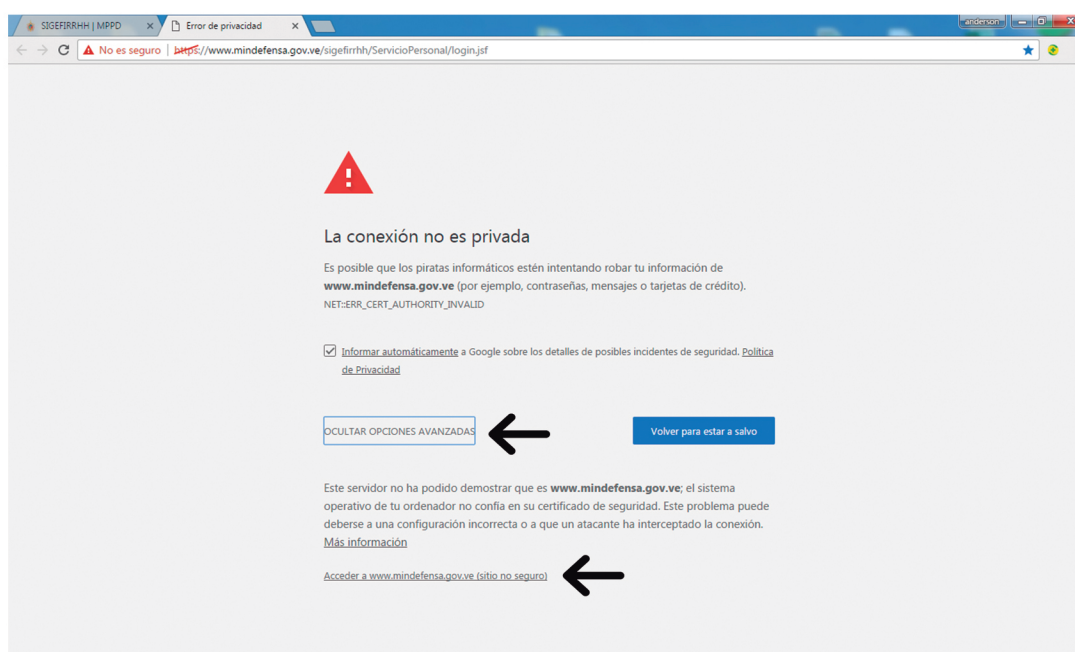 SIGEFIRRHH | MPPD
Error de privacidad
anderson
No es seguro | https://www.mindefensa.gov.ve/sigefirrhh/ServicioPersonal/login.jsf
La conexión no es privada
Es posible que los piratas informáticos estén intentando robar tu información de
www.mindefensa.gov.ve (por ejemplo, contraseñas, mensajes o tarjetas de crédito).
NET::ERR_CERT_AUTHORITY_INVALID
Informar automáticamente a Google sobre los detalles de posibles incidentes de seguridad. Política
de Privacidad
OCULTAR OPCIONES AVANZADAS
Volver para estar a salvo
Este servidor no ha podido demostrar que es www.mindefensa.gov.ve; el sistema
operativo de tu ordenador no confía en su certificado de seguridad. Este problema puede
deberse a una configuración incorrecta o a que un atacante ha interceptado la conexión.
Más información
Acceder a www.mindefensa.gov.ve (sitio no seguro)